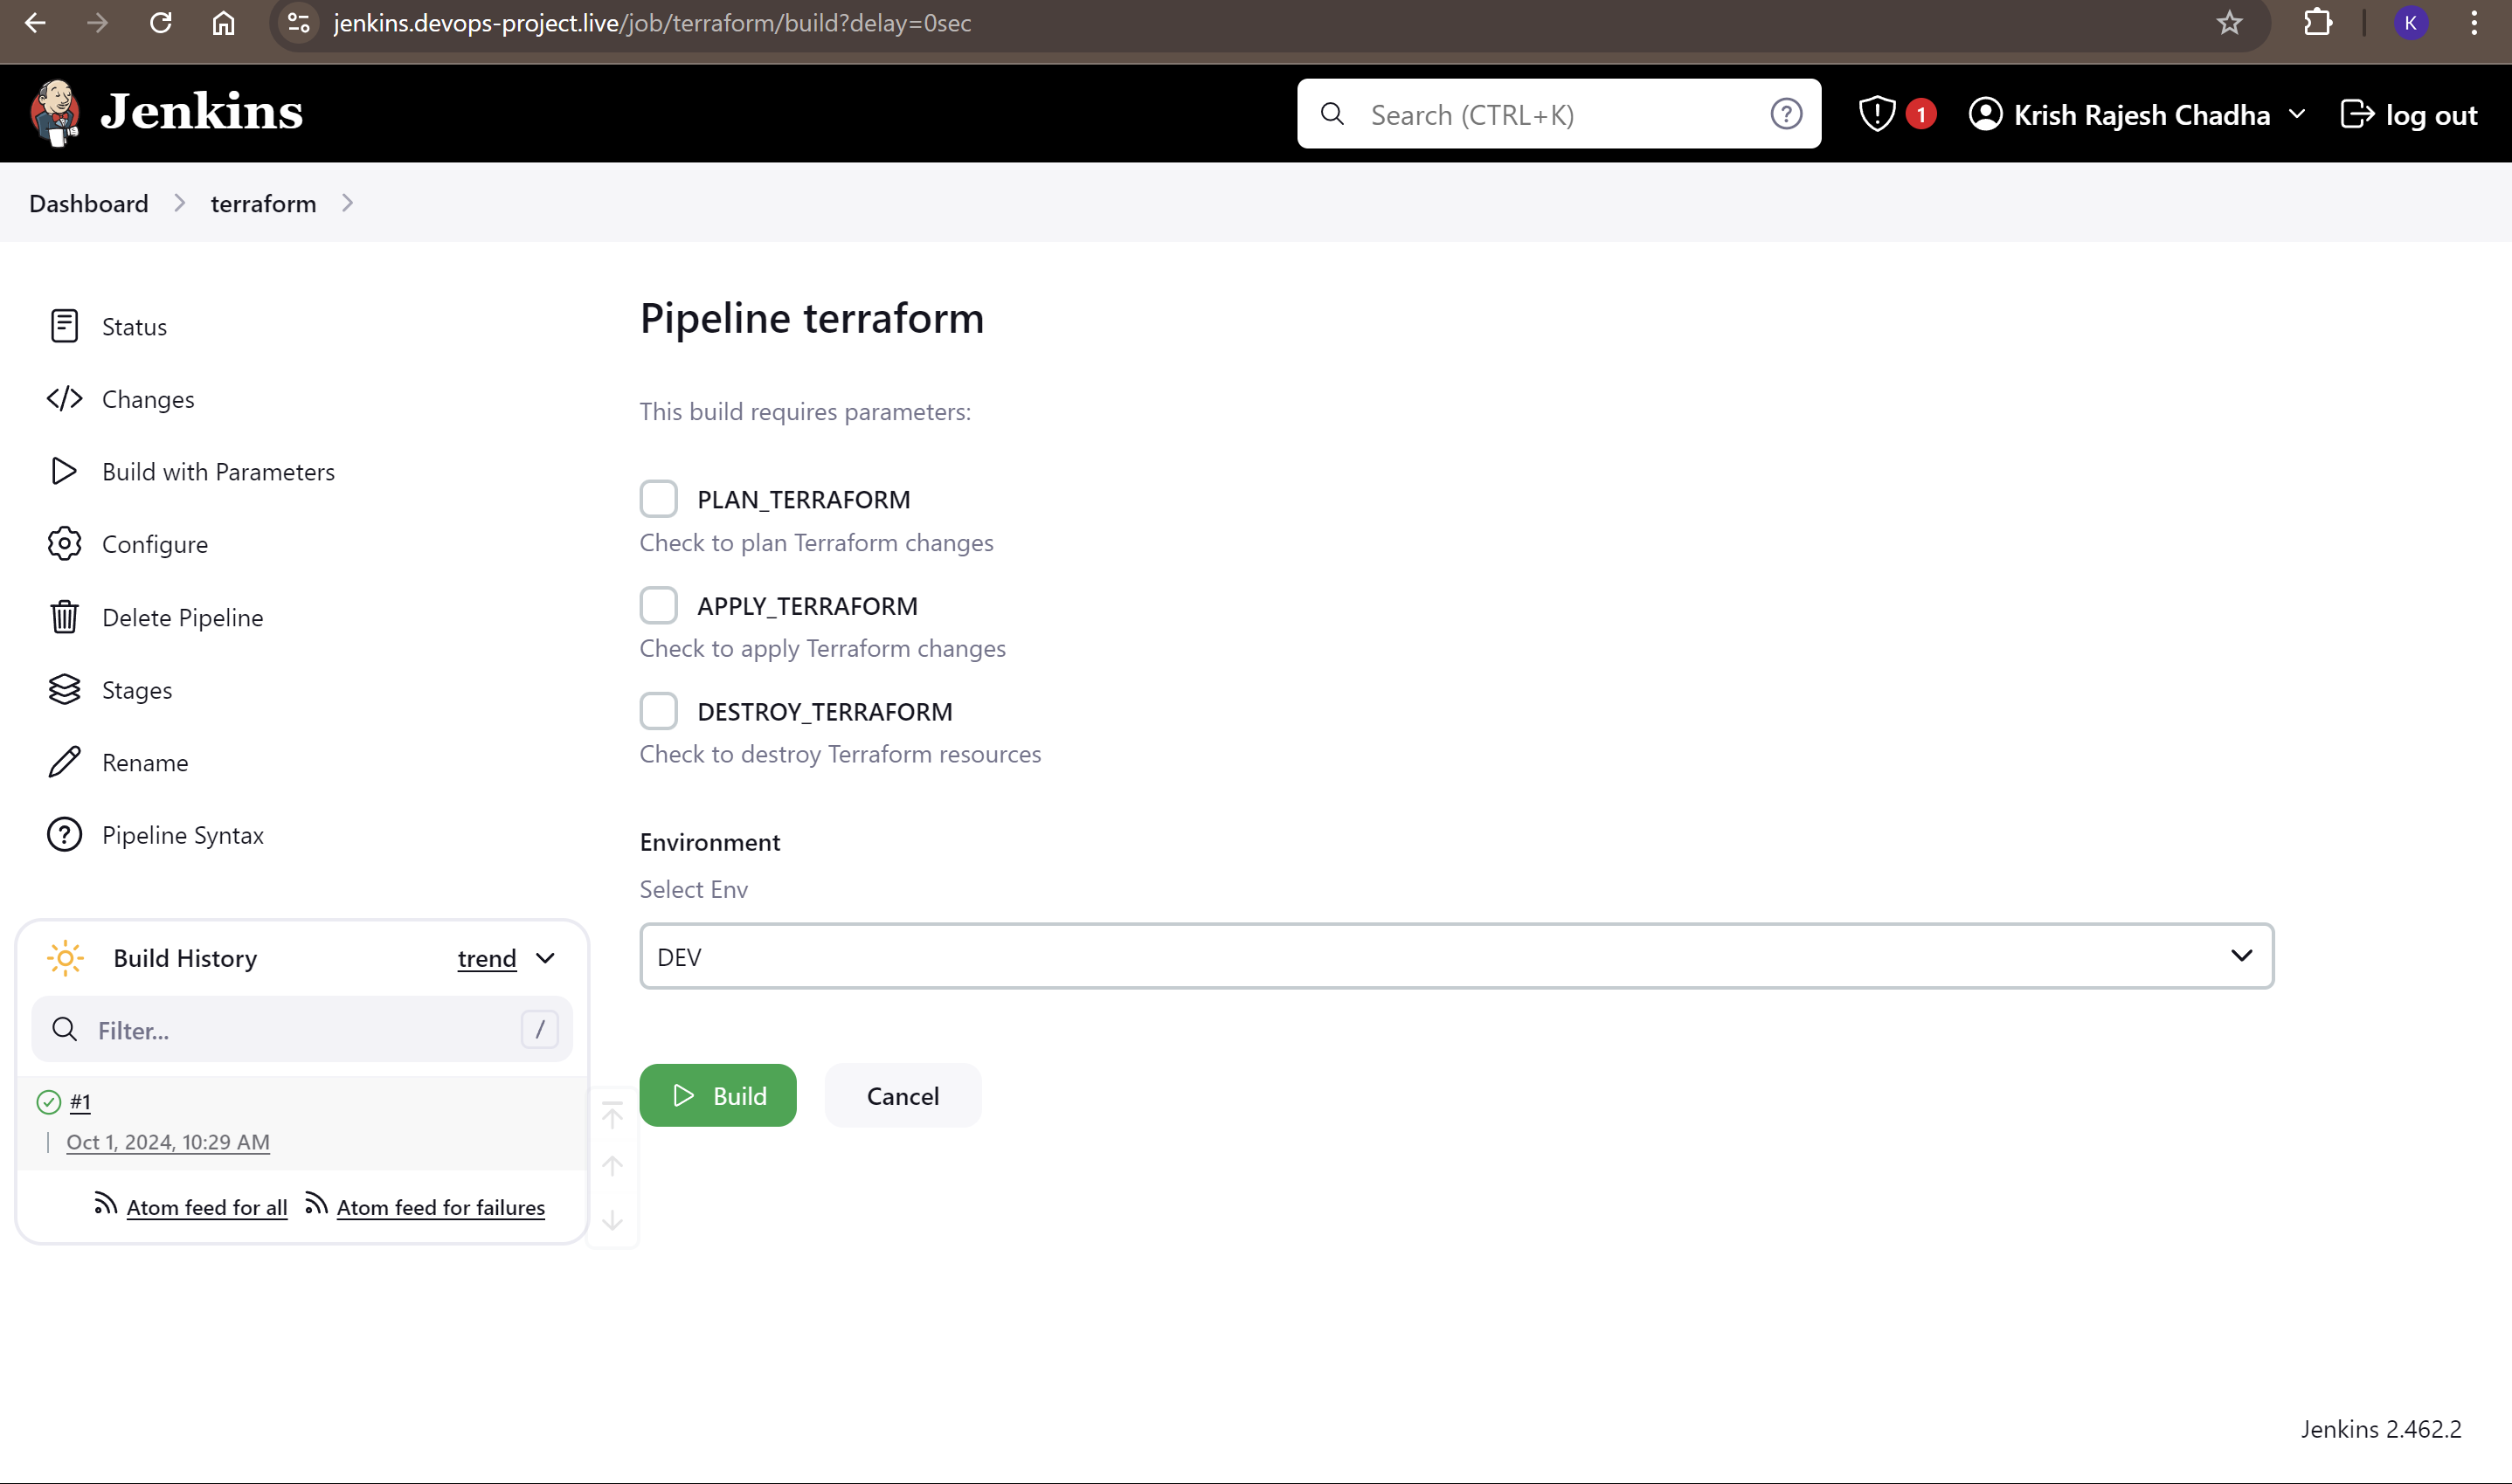 jenkins.devops-project.live/job/terraform/build?delay=0sec
K
Jenkins
Search (CTRL+K)
1
Krish Rajesh Chadha
log out
Dashboard
terraform
Status
Changes
Build with Parameters
Configure
Delete Pipeline
Stages
Rename
Pipeline Syntax
Build History
trend
Filter...
/
#1
Oct 1, 2024, 10:29 AM
Atom feed for all
Atom feed for failures
Pipeline terraform
This build requires parameters:
PLAN_TERRAFORM
Check to plan Terraform changes
APPLY_TERRAFORM
Check to apply Terraform changes
DESTROY_TERRAFORM
Check to destroy Terraform resources
Environment
Select Env
DEV
Build
Cancel
Jenkins 2.462.2